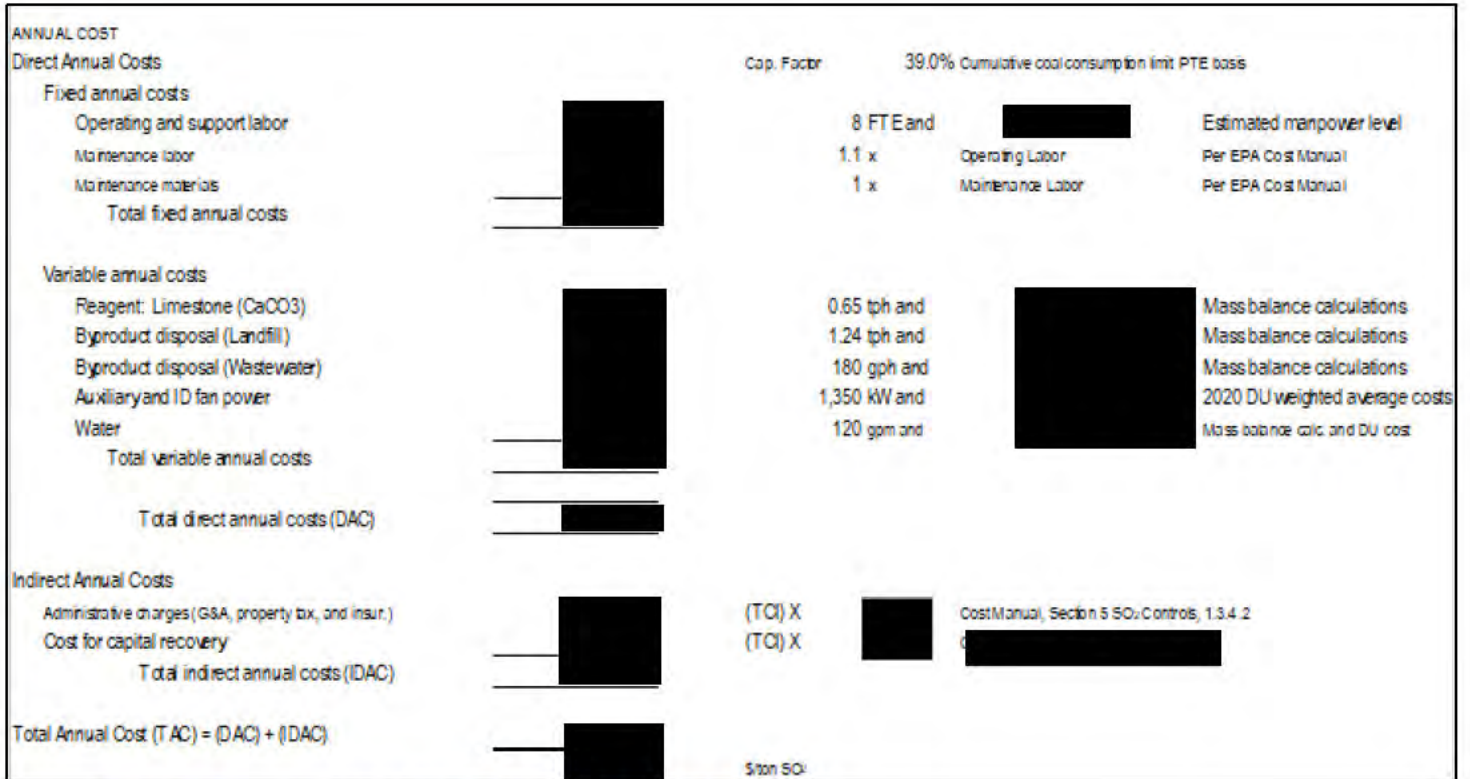 ANNUAL COST
Direct Annual Costs Cap. Factor 39.0% Cumulative coal consumption limit PTE basis
Fixed annual costs
Operating and support labor 8 FTE and Estimated manpower level
Maintenance labor 1.1 x Operating Labor Per EPA Cost Manual
Maintenance materials 1 x Maintenance Labor Per EPA Cost Manual
Total fixed annual costs
Variable annual costs
Reagent: Limestone (CaCO3) 0.65 tph and Mass balance calculations
Byproduct disposal (Landfill) 1.24 tph and Mass balance calculations
Byproduct disposal (Wastewater) 180 gph and Mass balance calculations
Auxiliary and ID fan power 1,350 kW and 2020 DU weighted average costs
Water 120 gpm and Mass balance calc. and DU cost
Total variable annual costs
Total direct annual costs (DAC)
Indirect Annual Costs
Administrative charges (G&A, property tax, and insur.) (TCI) X Cost Manual, Section 5 SO₂ Controls, 1.3.4.2
Cost for capital recovery (TCI) X
Total indirect annual costs (IDAC)
Total Annual Cost (TAC) = (DAC) + (IDAC)
$/ton SO₂